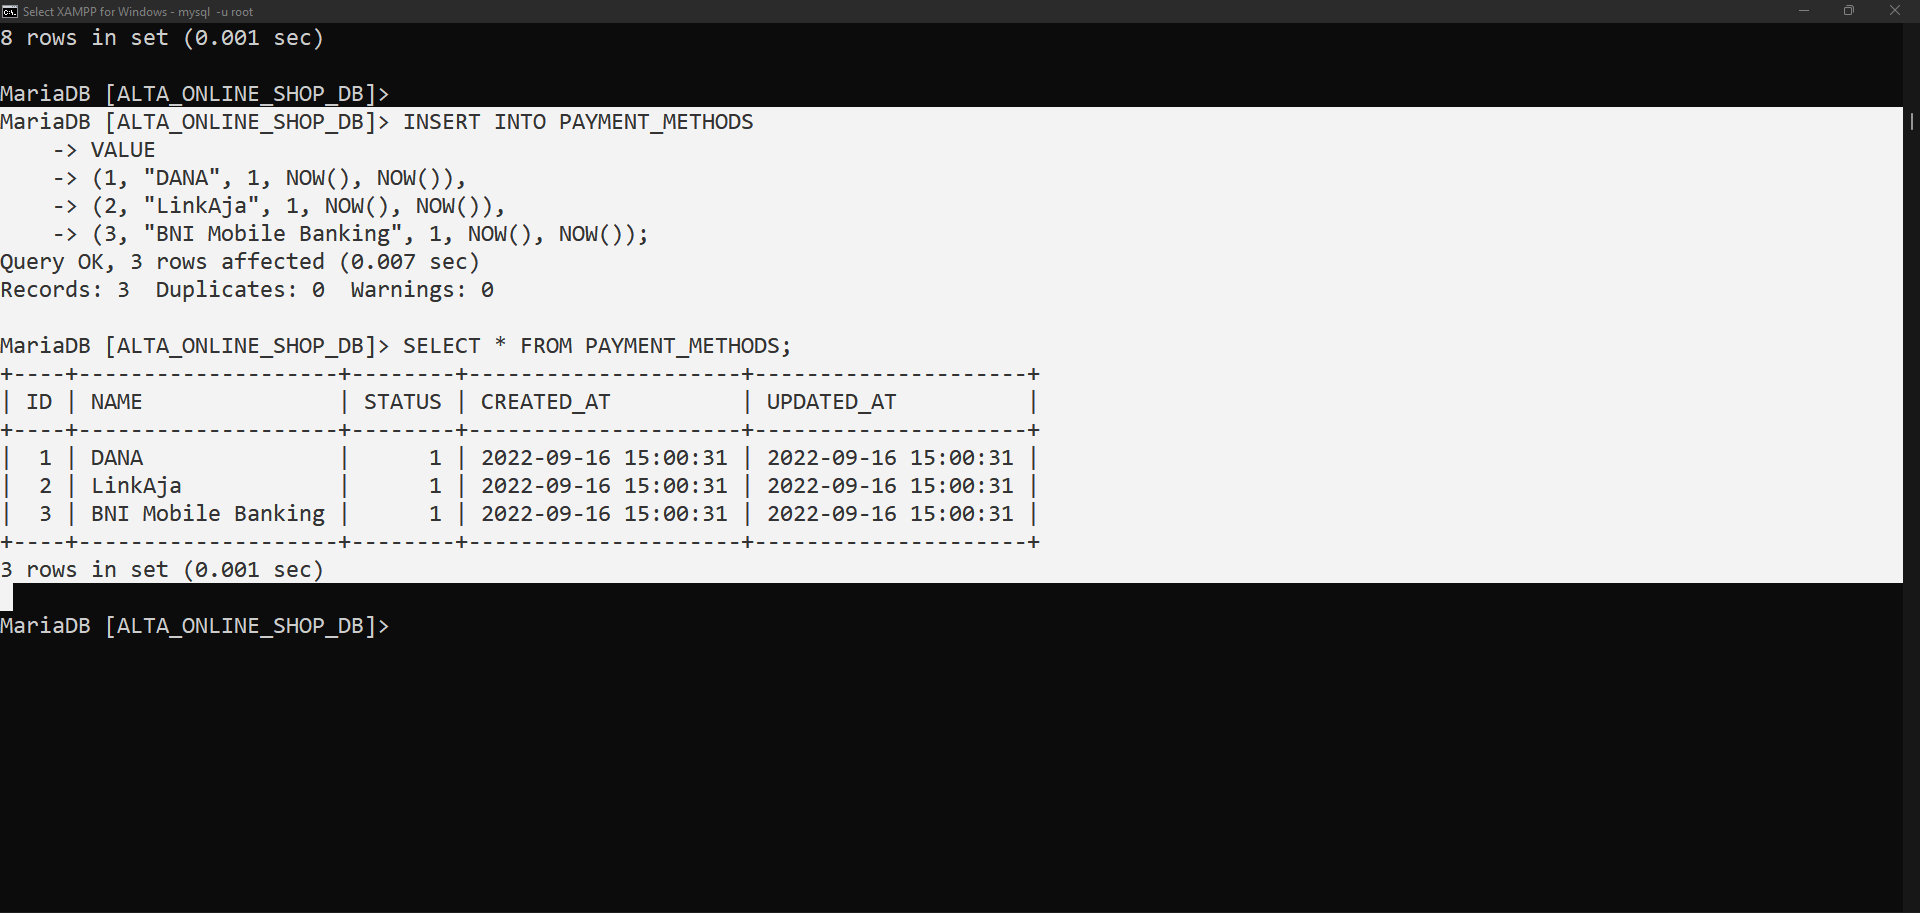 Select XAMPP for Windows - mysql  -u root
8 rows in set (0.001 sec)
MariaDB [ALTA_ONLINE_SHOP_DB]>
MariaDB [ALTA_ONLINE_SHOP_DB]> INSERT INTO PAYMENT_METHODS
    -> VALUE
    -> (1, "DANA", 1, NOW(), NOW()),
    -> (2, "LinkAja", 1, NOW(), NOW()),
    -> (3, "BNI Mobile Banking", 1, NOW(), NOW());
Query OK, 3 rows affected (0.007 sec)
Records: 3  Duplicates: 0  Warnings: 0
MariaDB [ALTA_ONLINE_SHOP_DB]> SELECT * FROM PAYMENT_METHODS;
+----+--------------------+--------+---------------------+---------------------+
| ID | NAME               | STATUS | CREATED_AT          | UPDATED_AT          |
+----+--------------------+--------+---------------------+---------------------+
|  1 | DANA               |      1 | 2022-09-16 15:00:31 | 2022-09-16 15:00:31 |
|  2 | LinkAja            |      1 | 2022-09-16 15:00:31 | 2022-09-16 15:00:31 |
|  3 | BNI Mobile Banking |      1 | 2022-09-16 15:00:31 | 2022-09-16 15:00:31 |
+----+--------------------+--------+---------------------+---------------------+
3 rows in set (0.001 sec)
MariaDB [ALTA_ONLINE_SHOP_DB]>